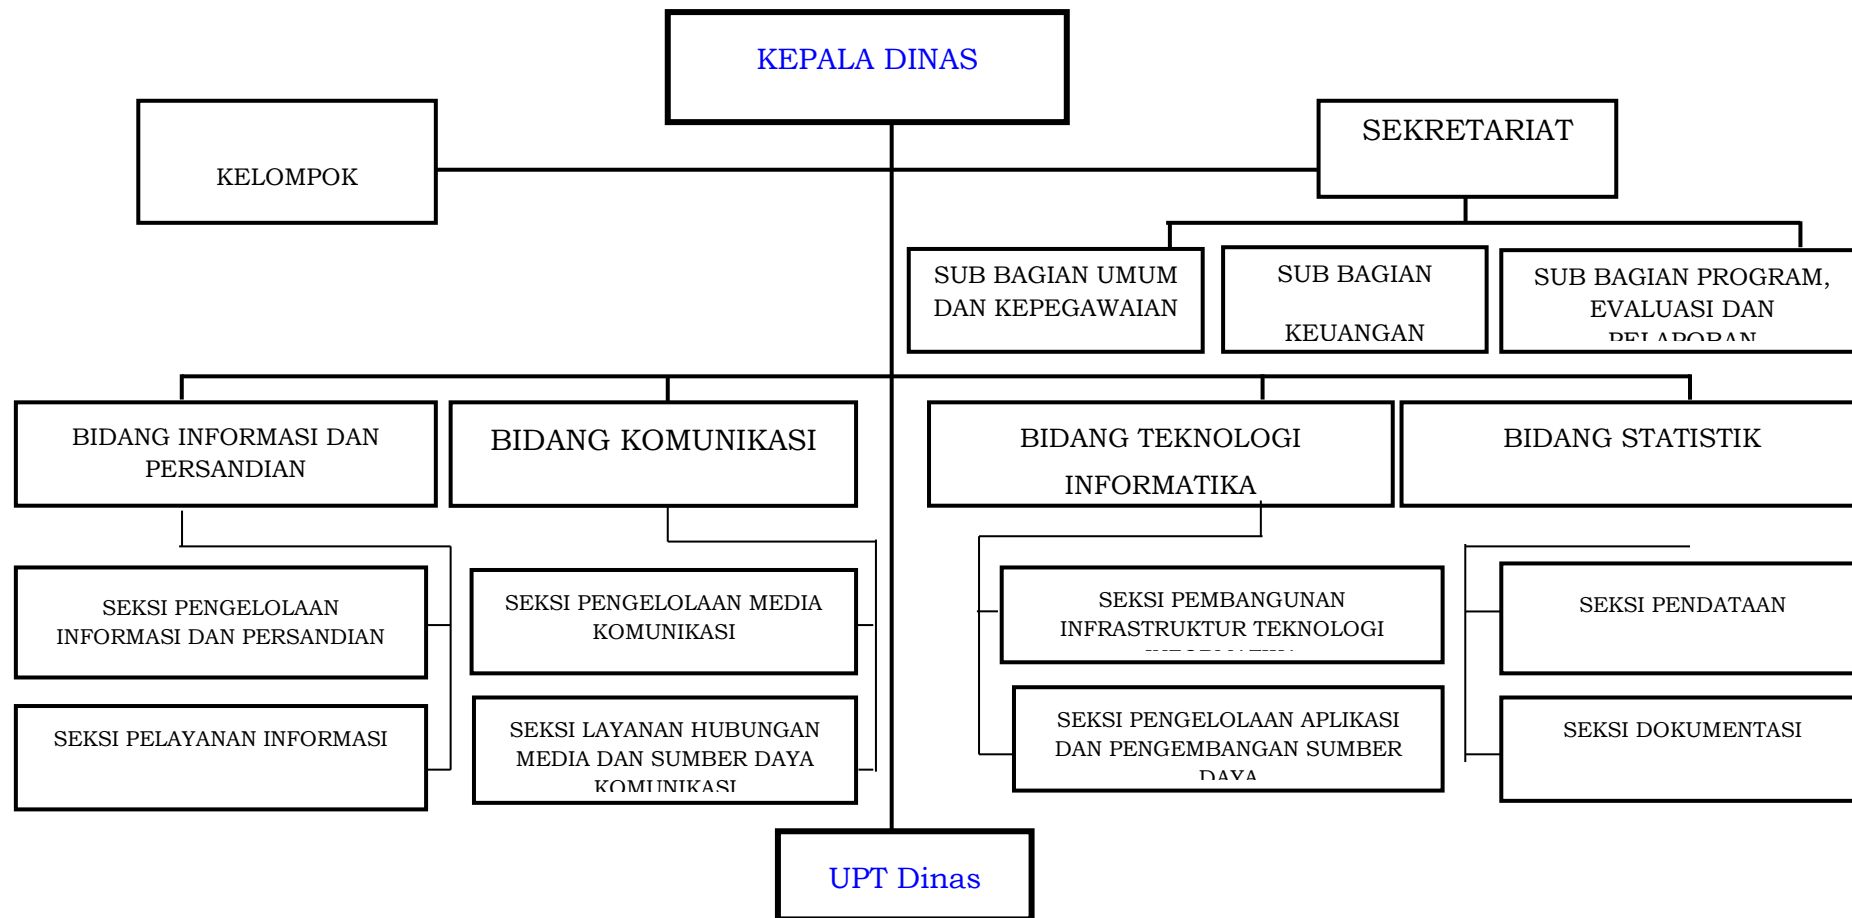 KEPALA DINAS
KELOMPOK
SEKRETARIAT
SUB BAGIAN UMUM
DAN KEPEGAWAIAN
SUB BAGIAN
KEUANGAN
SUB BAGIAN PROGRAM,
EVALUASI DAN
PELAPORAN
BIDANG INFORMASI DAN
PERSANDIAN
BIDANG KOMUNIKASI
BIDANG TEKNOLOGI
INFORMATIKA
BIDANG STATISTIK
SEKSI PENGELOLAAN
INFORMASI DAN PERSANDIAN
SEKSI PELAYANAN INFORMASI
SEKSI PENGELOLAAN MEDIA
KOMUNIKASI
SEKSI LAYANAN HUBUNGAN
MEDIA DAN SUMBER DAYA
KOMUNIKASI
SEKSI PEMBANGUNAN
INFRASTRUKTUR TEKNOLOGI
SEKSI PENGELOLAAN APLIKASI
DAN PENGEMBANGAN SUMBER
DAYA
SEKSI PENDATAAN
SEKSI DOKUMENTASI
UPT Dinas